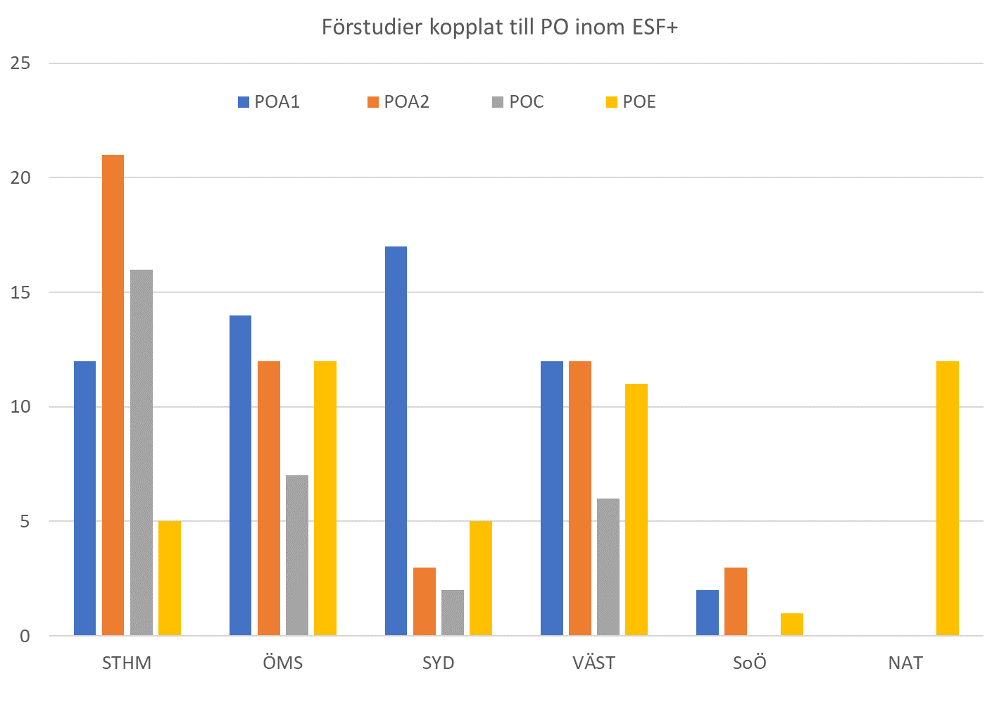 Förstudier kopplat till PO inom ESF+
25
POA1 POA2 POC POE
20
15
10
5
0
STHM ÖMS SYD VÄST SoÖ NAT